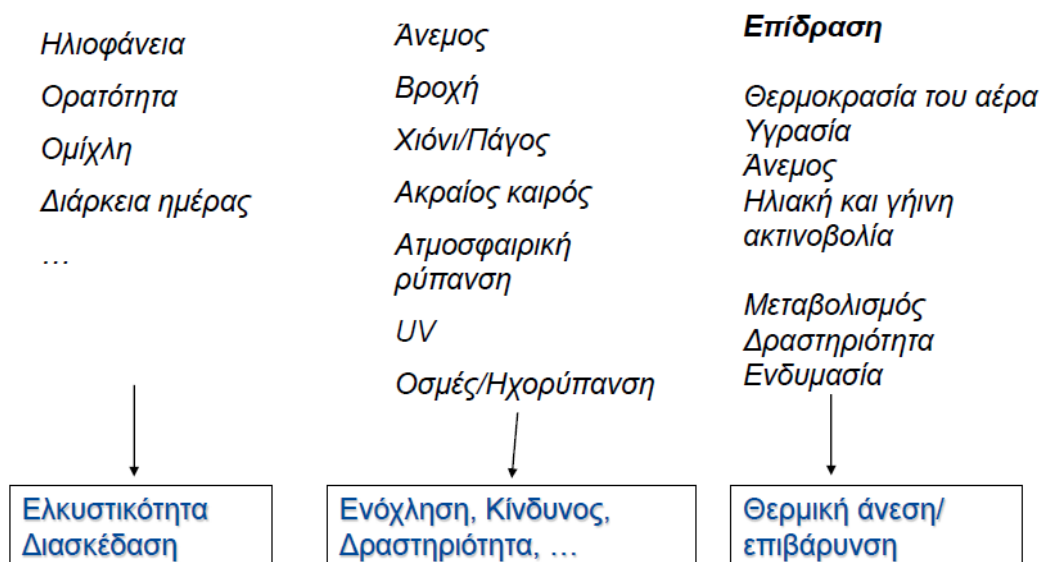 Ηλιοφάνεια
Ορατότητα
Ομίχλη
Διάρκεια ημέρας
…
Ελκυστικότητα
Διασκέδαση
Άνεμος
Βροχή
Χιόνι/Πάγος
Ακραίος καιρός
Ατμοσφαιρική
ρύπανση
UV
Οσμές/Ηχορύπανση
Ενόχληση, Κίνδυνος,
Δραστηριότητα, …
Επίδραση
Θερμοκρασία του αέρα
Υγρασία
Άνεμος
Ηλιακή και γήινη
ακτινοβολία
Μεταβολισμός
Δραστηριότητα
Ενδυμασία
Θερμική άνεση/
επιβάρυνση